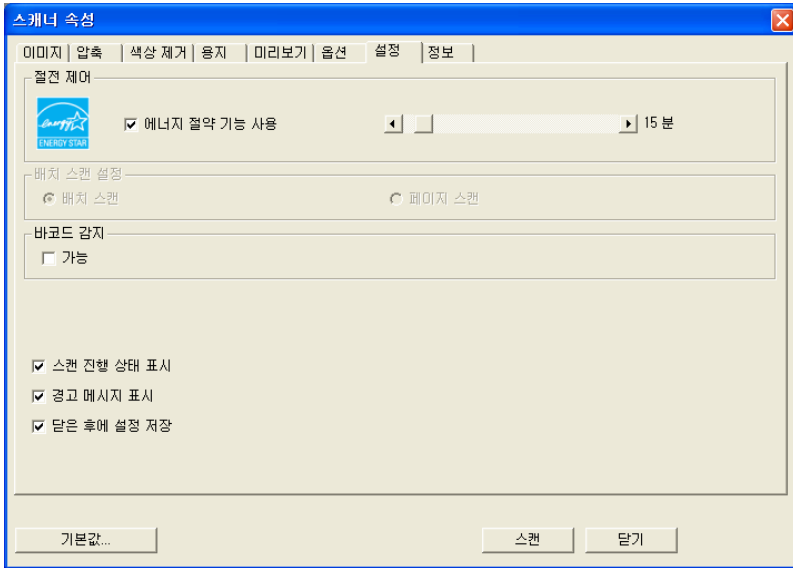 스캐너 속성
이미지 압축 색상 제거 용지 미리보기 옵션 설정 정보
절전 제어
energy
ENERGY STAR
에너지 절약 기능 사용 15 분
배치 스캔 설정
배치 스캔 페이지 스캔
바코드 감지
가능
스캔 진행 상태 표시
경고 메시지 표시
닫은 후에 설정 저장
기본값... 스캔 닫기